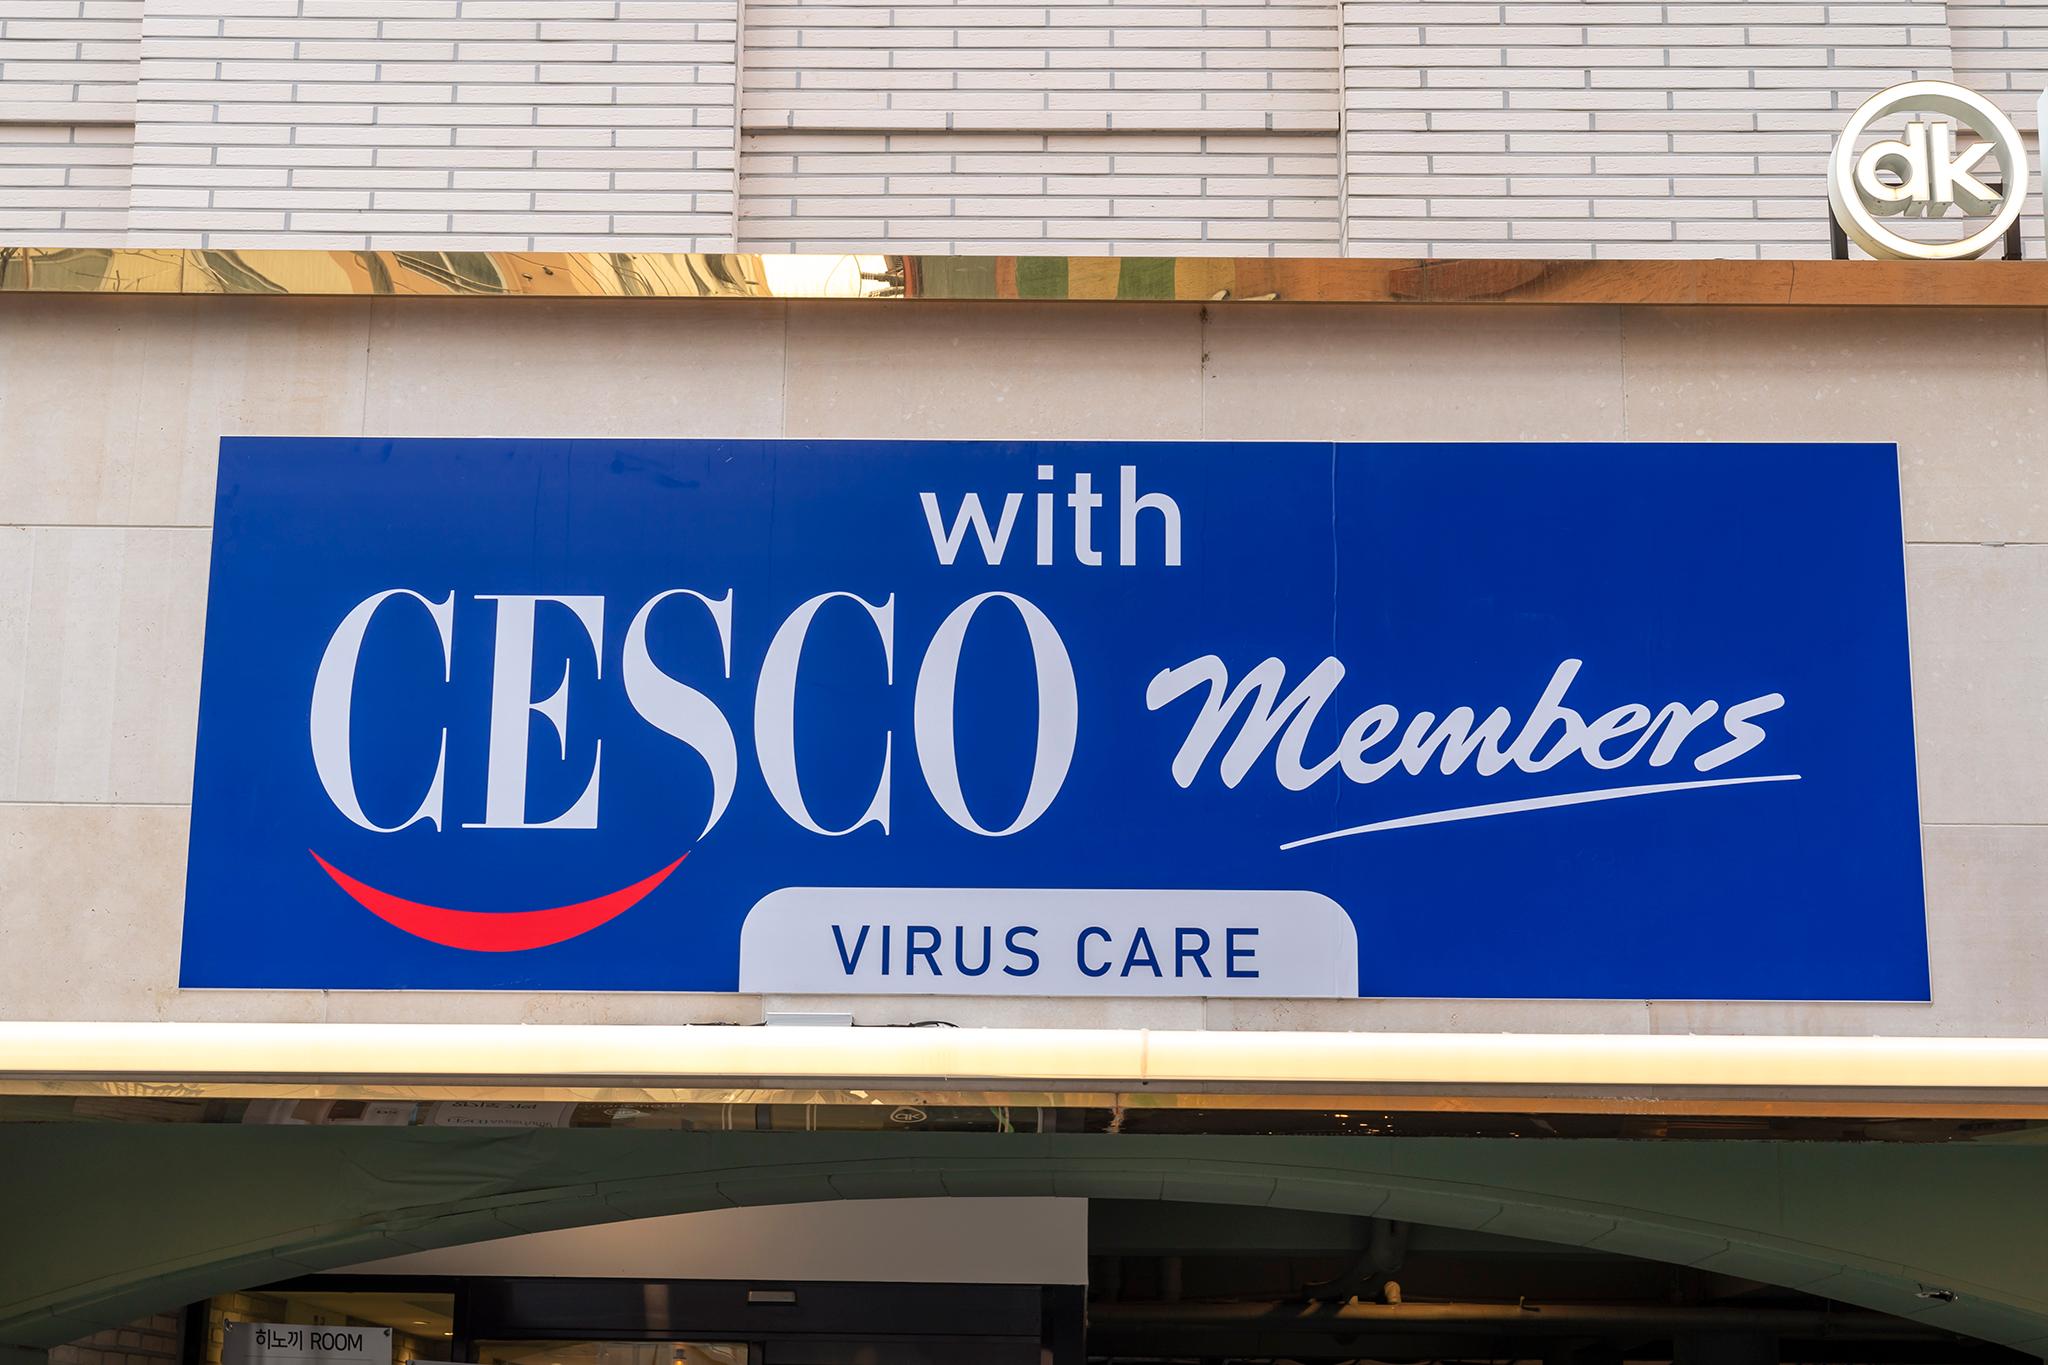 dk
with
CESCO Members
VIRUS CARE
히노끼 ROOM